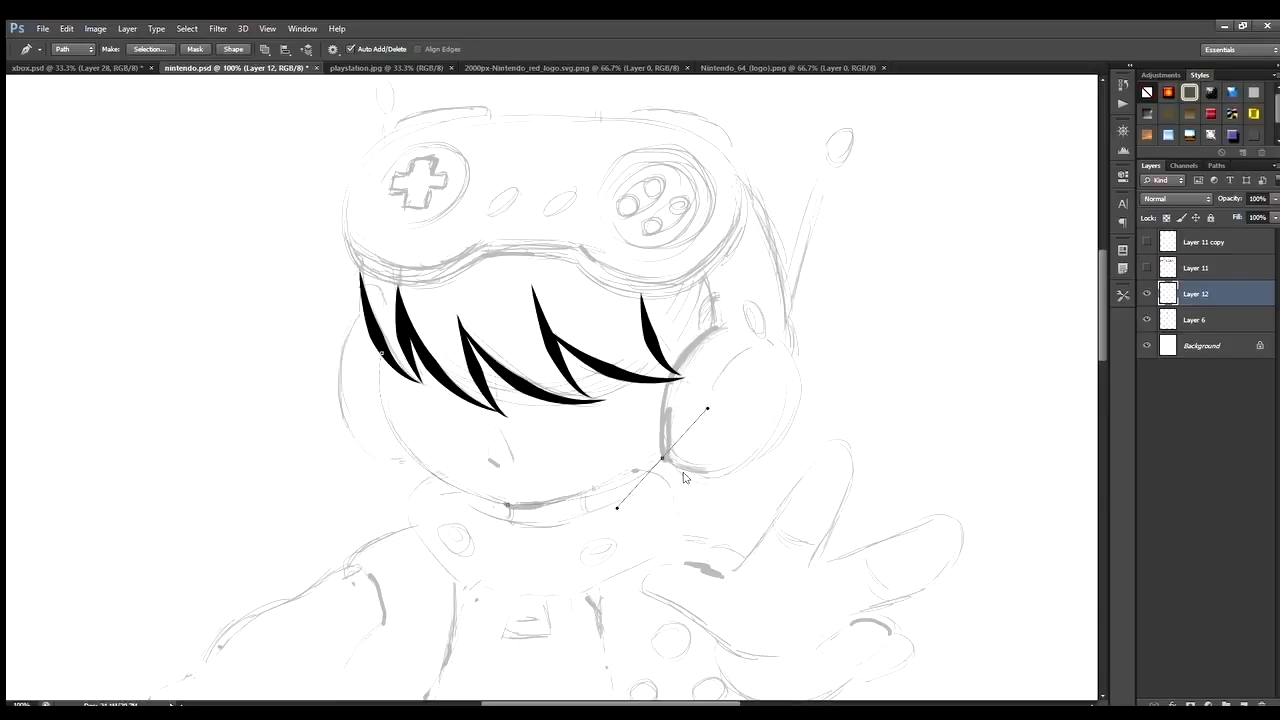 Ps File Edit Image Layer Type Select Filter 3D View Window Help
Path Make: Selection... Mask Shape Auto Add/Delete Align Edges Essentials
xbox.psd @ 33.3% (Layer 28, RGB/8) * × nintendo.psd @ 100% (Layer 12, RGB/8) * × playstation.jpg @ 33.3% (RGB/8) × 2000px-Nintendo_red_logo.svg.png @ 66.7% (Layer 0, RGB/8) × Nintendo_64_(logo).png @ 66.7% (Layer 0, RGB/8) ×
Adjustments Styles
Layers Channels Paths
Kind
Normal Opacity: 100%
Lock: Fill: 100%
Layer 11 copy
Layer 11
Layer 12
Layer 6
Background
100%